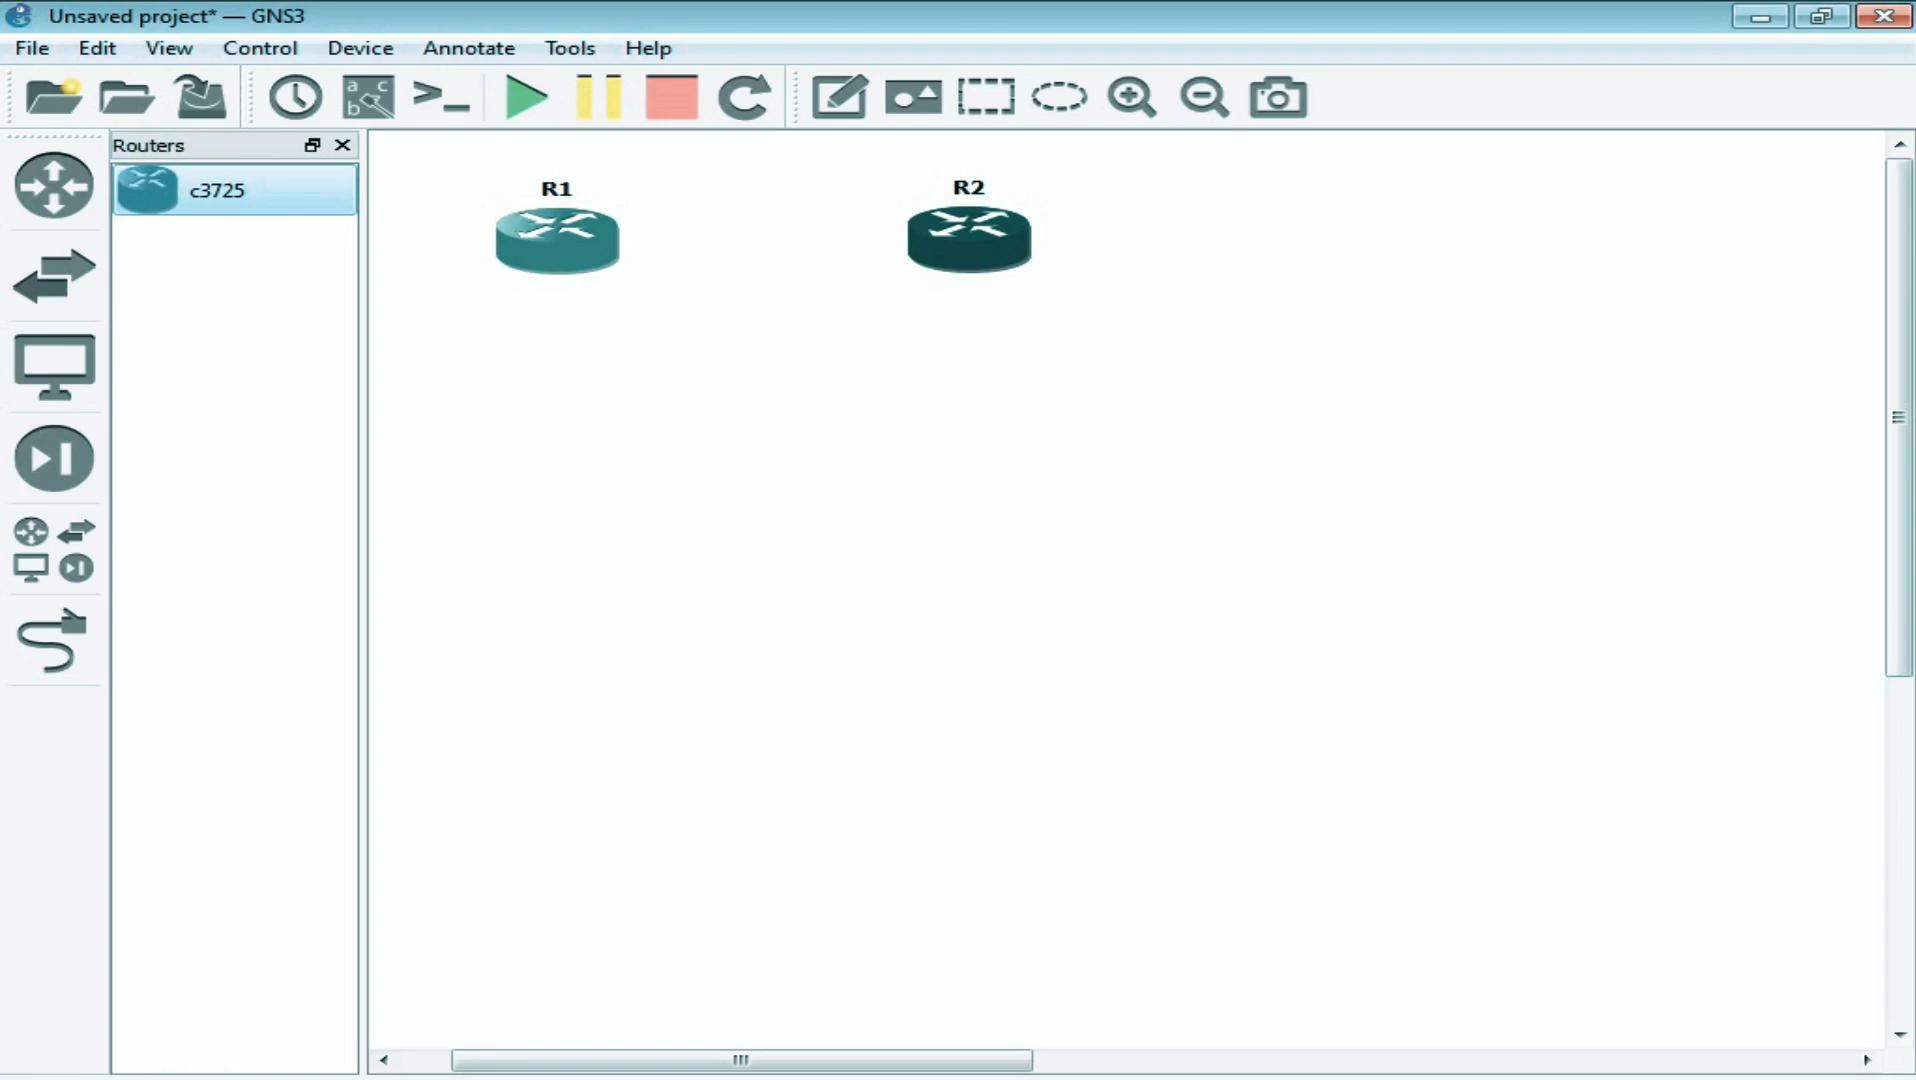 Unsaved project* — GNS3
File Edit View Control Device Annotate Tools Help
a c
b
Routers
c3725
R1
R2